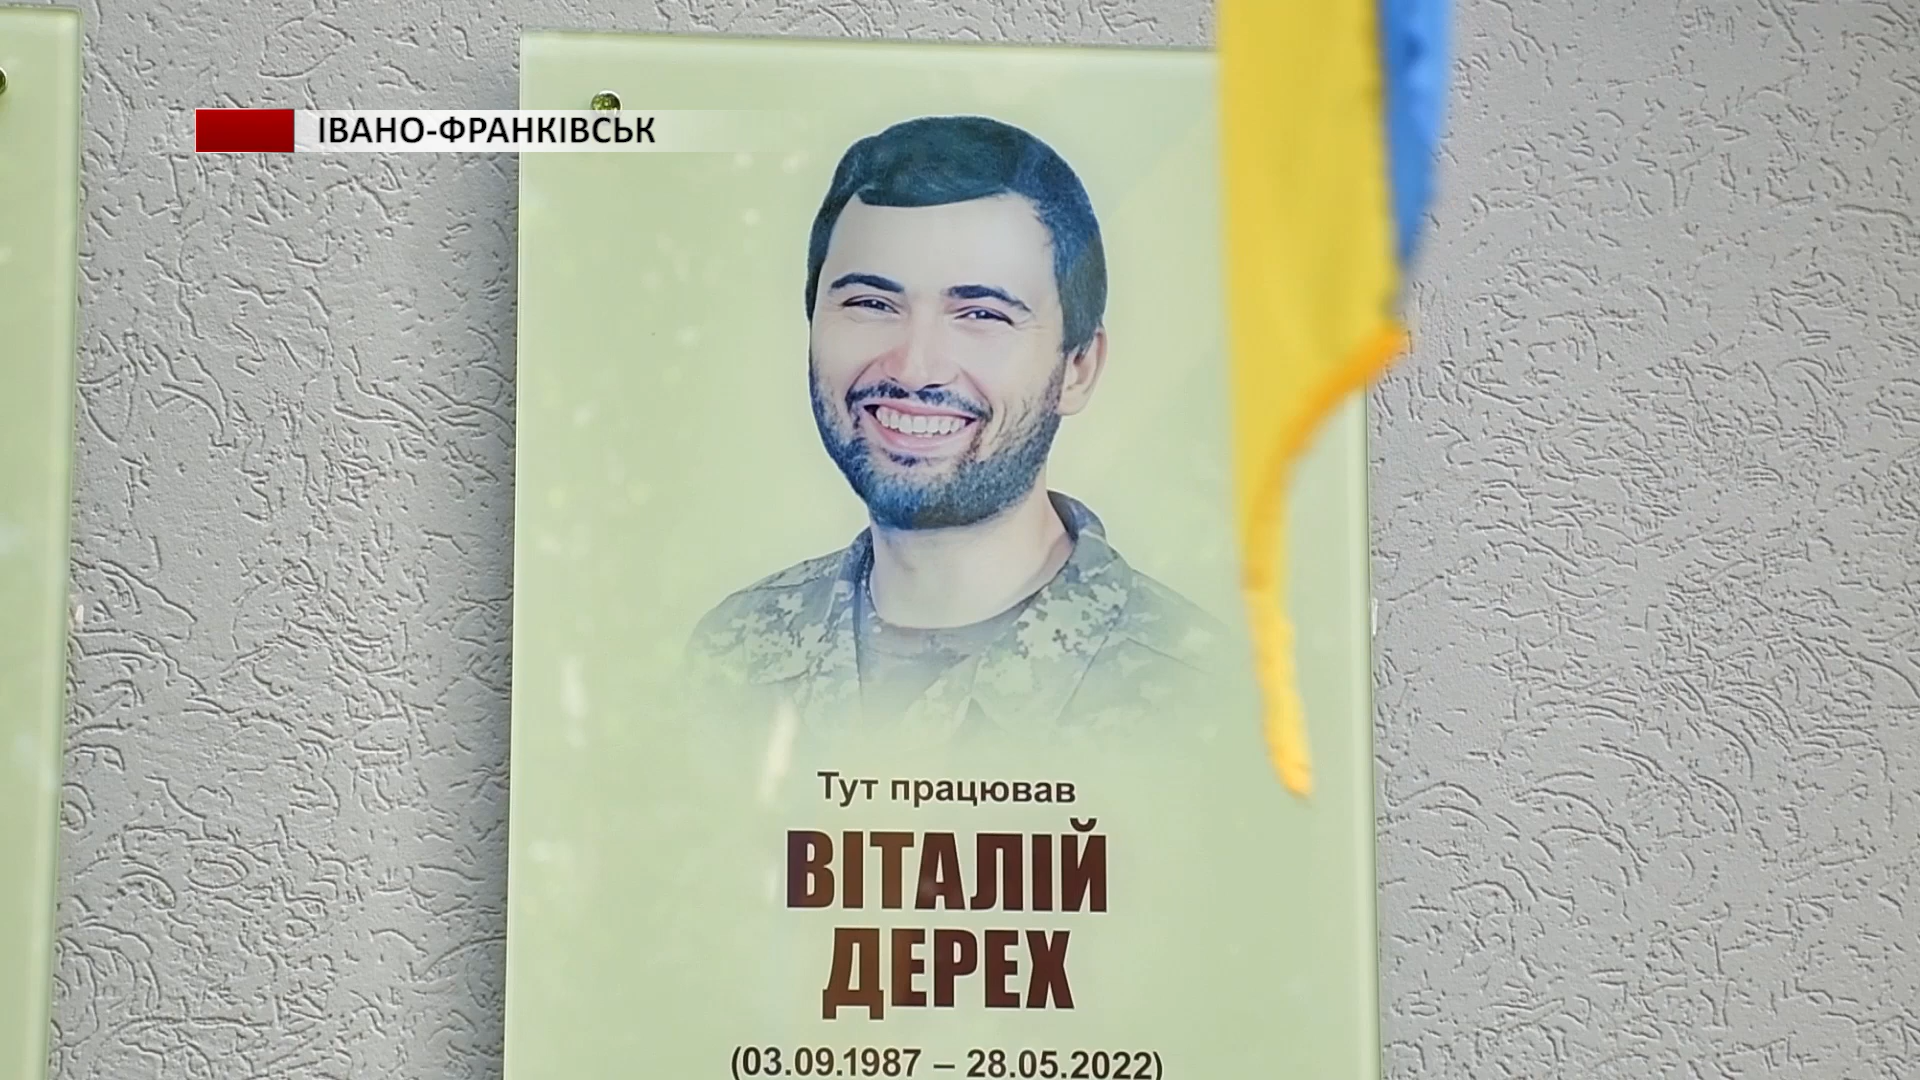 ІВАНО-ФРАНКІВСЬК
Тут працював
ВІТАЛІЙ
ДЕРЕХ
(03.09.1987 – 28.05.2022)